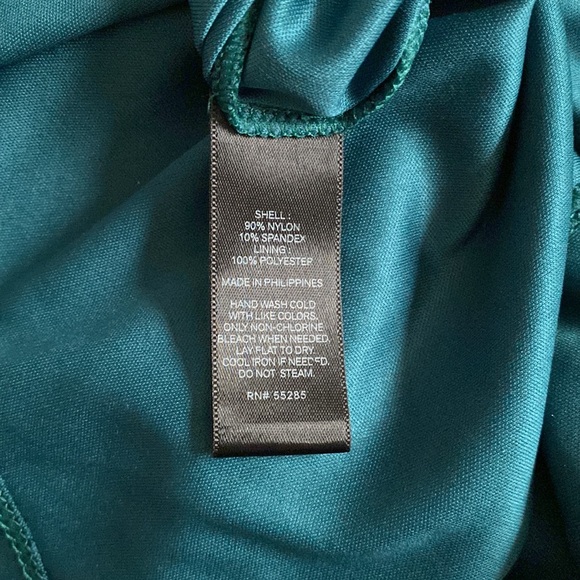 SHELL :
90% NYLON
10% SPANDEX
LINING :
100% POLYESTER
MADE IN PHILIPPINES
HAND WASH COLD
WITH LIKE COLORS.
ONLY NON-CHLORINE
BLEACH WHEN NEEDED.
LAY FLAT TO DRY.
COOL IRON IF NEEDED.
DO NOT STEAM.
RN# 55285